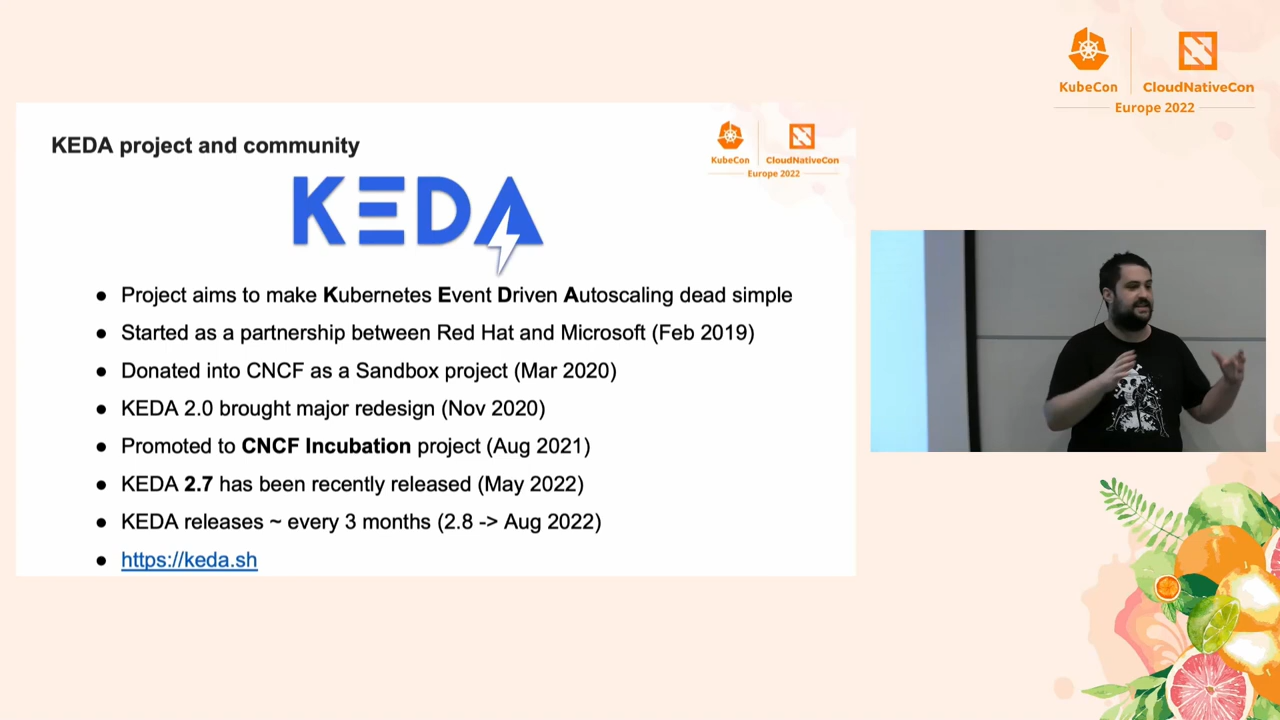 KubeCon
CloudNativeCon
Europe 2022
KEDA project and community
KubeCon
CloudNativeCon
Europe 2022
KEDA
● Project aims to make Kubernetes Event Driven Autoscaling dead simple
● Started as a partnership between Red Hat and Microsoft (Feb 2019)
● Donated into CNCF as a Sandbox project (Mar 2020)
● KEDA 2.0 brought major redesign (Nov 2020)
● Promoted to CNCF Incubation project (Aug 2021)
● KEDA 2.7 has been recently released (May 2022)
● KEDA releases ~ every 3 months (2.8 -> Aug 2022)
● https://keda.sh